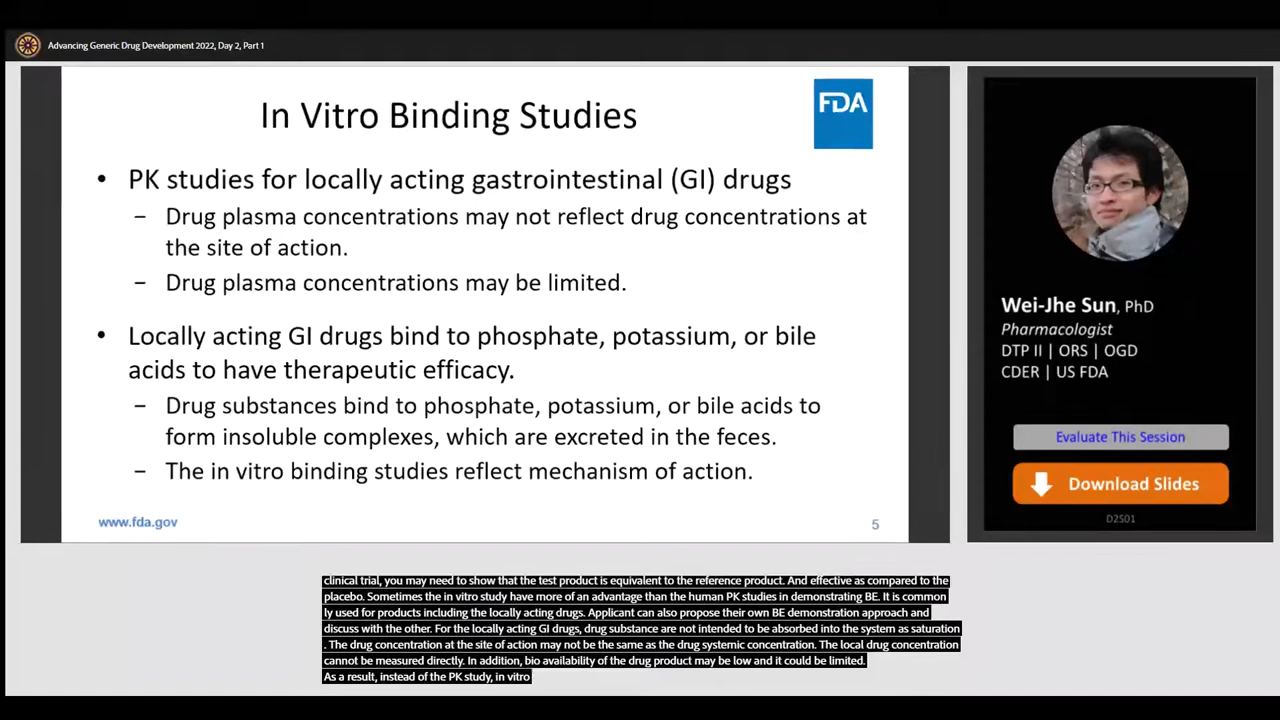 Advancing Generic Drug Development 2022, Day 2, Part 1
In Vitro Binding Studies
FDA
• PK studies for locally acting gastrointestinal (GI) drugs
− Drug plasma concentrations may not reflect drug concentrations at
the site of action.
− Drug plasma concentrations may be limited.
• Locally acting GI drugs bind to phosphate, potassium, or bile
acids to have therapeutic efficacy.
− Drug substances bind to phosphate, potassium, or bile acids to
form insoluble complexes, which are excreted in the feces.
− The in vitro binding studies reflect mechanism of action.
www.fda.gov
5
Wei-Jhe Sun, PhD
Pharmacologist
DTP II | ORS | OGD
CDER | US FDA
Evaluate This Session
Download Slides
D2S01
clinical trial, you may need to show that the test product is equivalent to the reference product. And effective as compared to the
placebo. Sometimes the in vitro study have more of an advantage than the human PK studies in demonstrating BE. It is common
ly used for products including the locally acting drugs. Applicant can also propose their own BE demonstration approach and
discuss with the other. For the locally acting GI drugs, drug substance are not intended to be absorbed into the system as saturation
. The drug concentration at the site of action may not be the same as the drug systemic concentration. The local drug concentration
cannot be measured directly. In addition, bio availability of the drug product may be low and it could be limited.
As a result, instead of the PK study, in vitro